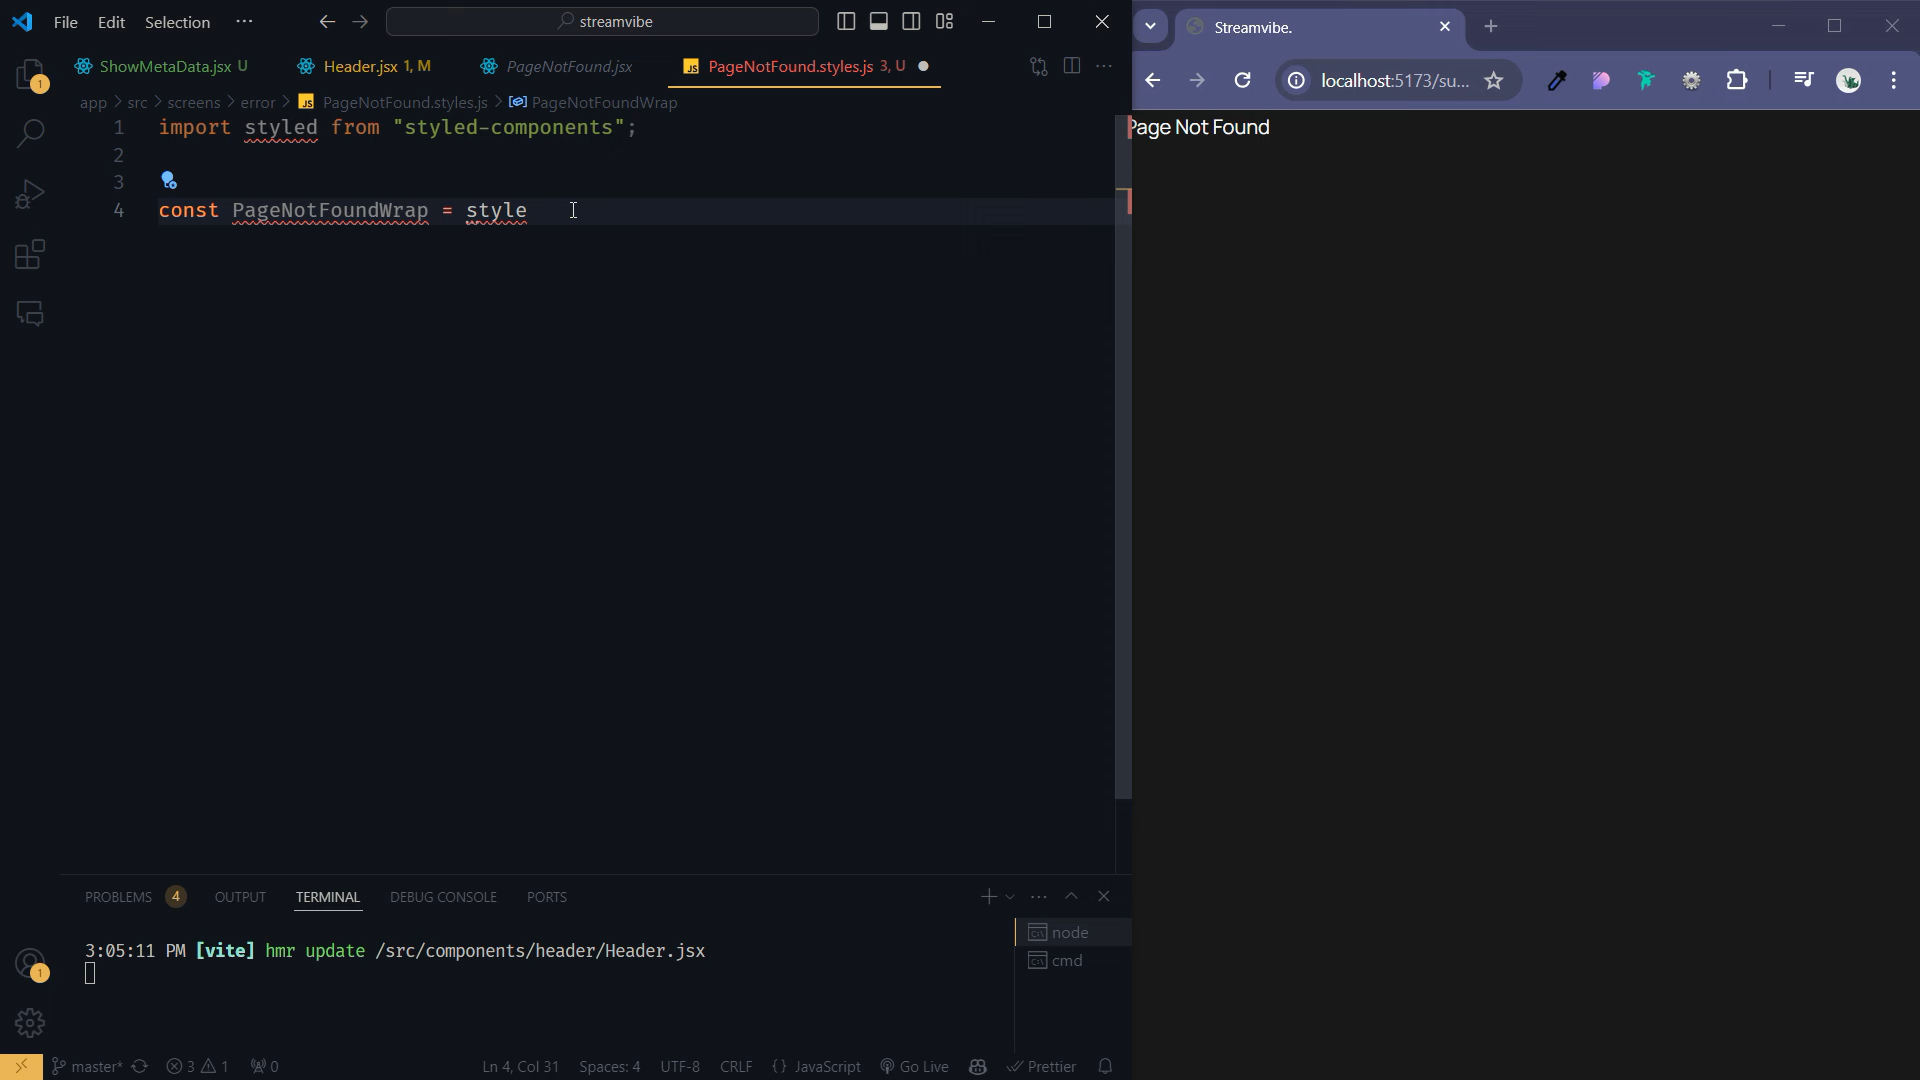 File Edit Selection ···
streamvibe
ShowMetaData.jsx U
Header.jsx 1, M
PageNotFound.jsx
PageNotFound.styles.js 3, U
app > src > screens > error > JS PageNotFound.styles.js > PageNotFoundWrap
1 import styled from "styled-components";
2
3
4 const PageNotFoundWrap = style
1
1
PROBLEMS 4 OUTPUT TERMINAL DEBUG CONSOLE PORTS
3:05:11 PM [vite] hmr update /src/components/header/Header.jsx
node
cmd
master* 3 1 0 Ln 4, Col 31 Spaces: 4 UTF-8 CRLF {} JavaScript Go Live Prettier
Streamvibe.
localhost:5173/su...
Page Not Found